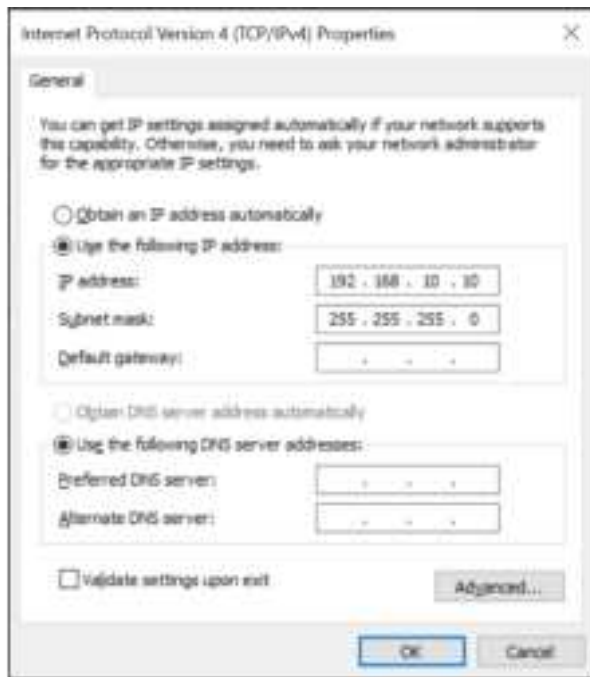 Internet Protocol Version 4 (TCP/IPv4) Properties
General
You can get IP settings assigned automatically if your network supports
this capability. Otherwise, you need to ask your network administrator
for the appropriate IP settings.
Obtain an IP address automatically
Use the following IP address:
IP address: 192 . 168 . 10 . 10
Subnet mask: 255 . 255 . 255 . 0
Default gateway: . . .
Obtain DNS server address automatically
Use the following DNS server addresses:
Preferred DNS server: . . .
Alternate DNS server: . . .
Validate settings upon exit
Advanced...
OK Cancel